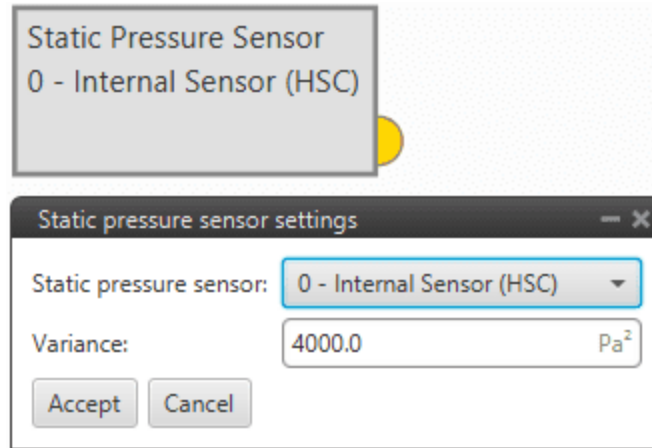 Static Pressure Sensor
0 - Internal Sensor (HSC)
Static pressure sensor settings
Static pressure sensor: 0 - Internal Sensor (HSC)
Variance: 4000.0 Pa²
Accept Cancel